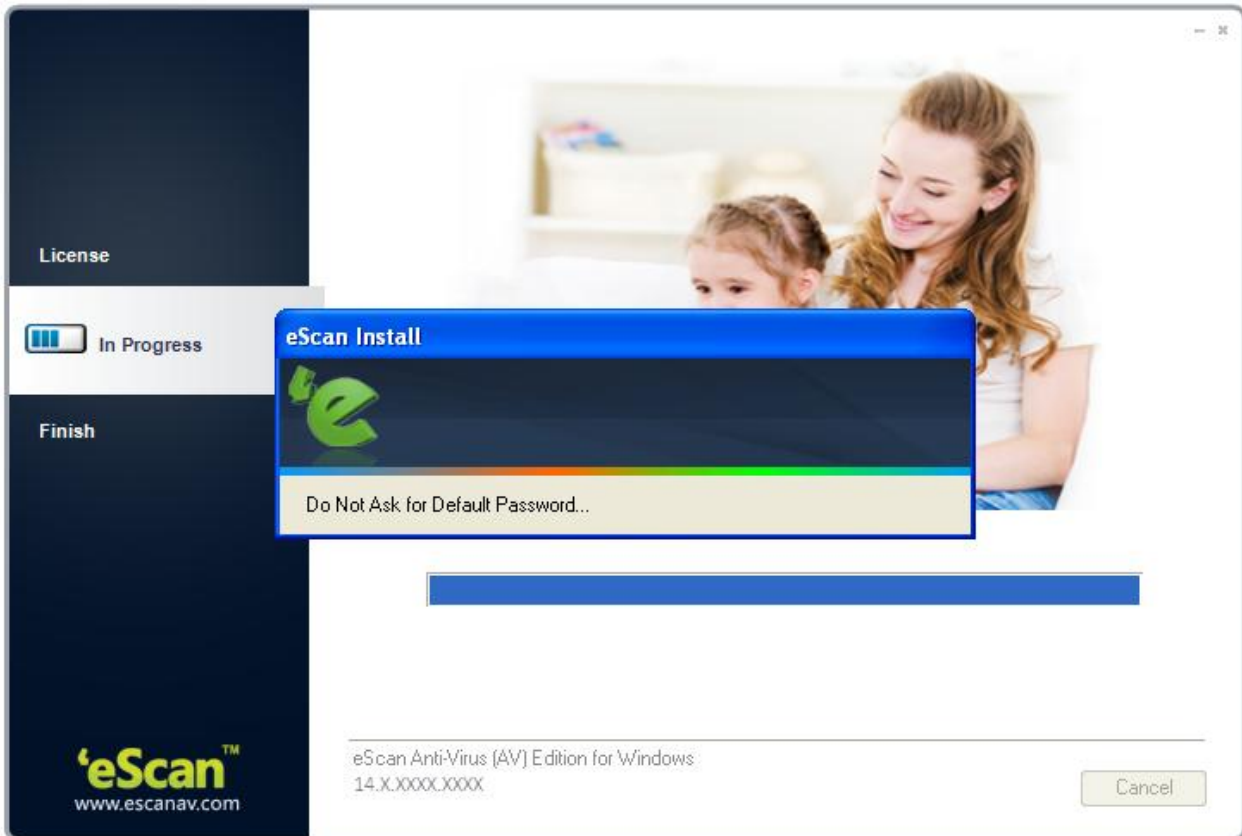 License
In Progress
Finish
eScan Install
Do Not Ask for Default Password...
'eScan™
www.escanav.com
eScan Anti-Virus (AV) Edition for Windows
14.X.XXXX.XXXX
Cancel